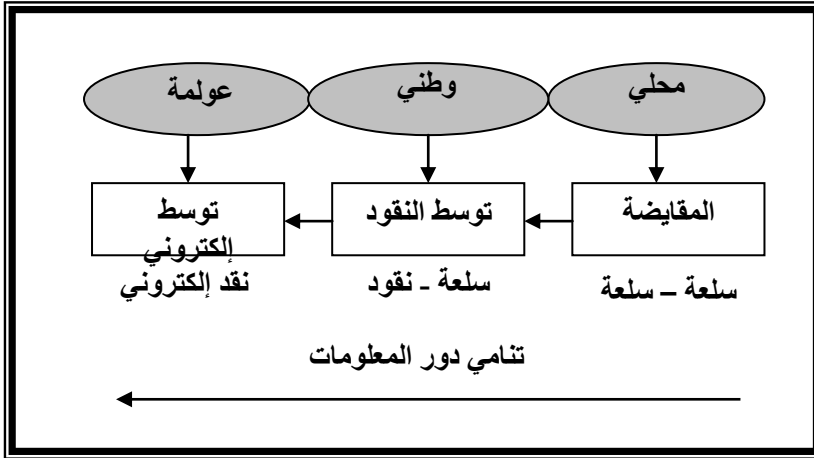 محلي
وطني
عولمة
المقايضة
توسط النقود
توسط
إلكتروني
سلعة – سلعة
سلعة - نقود
نقد إلكتروني
تنامي دور المعلومات